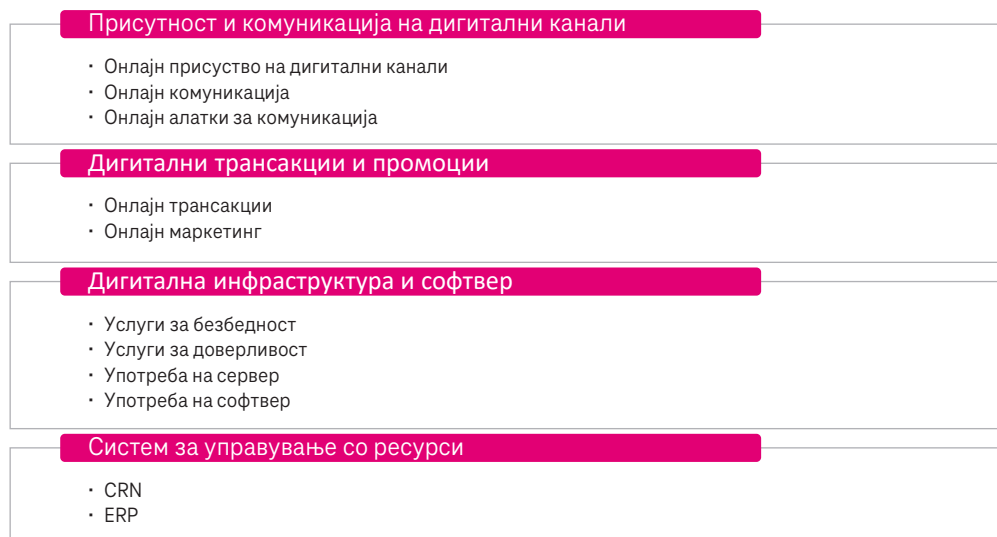 Присутност и комуникација на дигитални канали
· Онлајн присуство на дигитални канали
· Онлајн комуникација
· Онлајн алатки за комуникација
Дигитални трансакции и промоции
· Онлајн трансакции
· Онлајн маркетинг
Дигитална инфраструктура и софтвер
· Услуги за безбедност
· Услуги за доверливост
· Употреба на сервер
· Употреба на софтвер
Систем за управување со ресурси
· CRN
· ERP